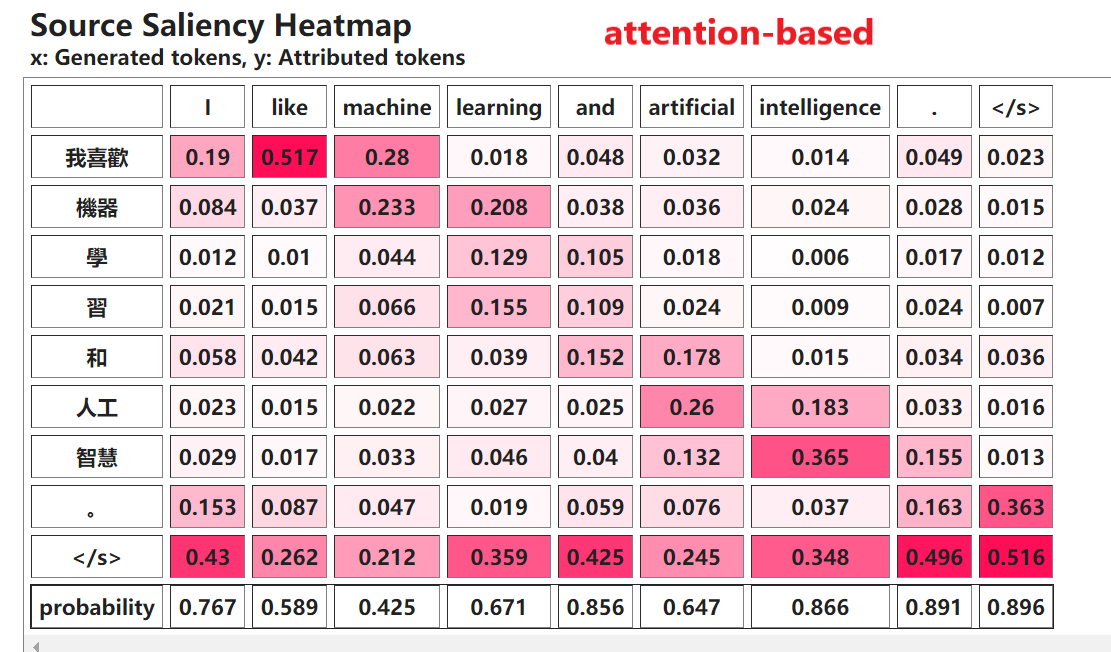 Source Saliency Heatmap
attention-based
x: Generated tokens, y: Attributed tokens
I like machine learning and artificial intelligence . </s>
我喜歡 0.19 0.517 0.28 0.018 0.048 0.032 0.014 0.049 0.023
機器 0.084 0.037 0.233 0.208 0.038 0.036 0.024 0.028 0.015
學 0.012 0.01 0.044 0.129 0.105 0.018 0.006 0.017 0.012
習 0.021 0.015 0.066 0.155 0.109 0.024 0.009 0.024 0.007
和 0.058 0.042 0.063 0.039 0.152 0.178 0.015 0.034 0.036
人工 0.023 0.015 0.022 0.027 0.025 0.26 0.183 0.033 0.016
智慧 0.029 0.017 0.033 0.046 0.04 0.132 0.365 0.155 0.013
。 0.153 0.087 0.047 0.019 0.059 0.076 0.037 0.163 0.363
</s> 0.43 0.262 0.212 0.359 0.425 0.245 0.348 0.496 0.516
probability 0.767 0.589 0.425 0.671 0.856 0.647 0.866 0.891 0.896